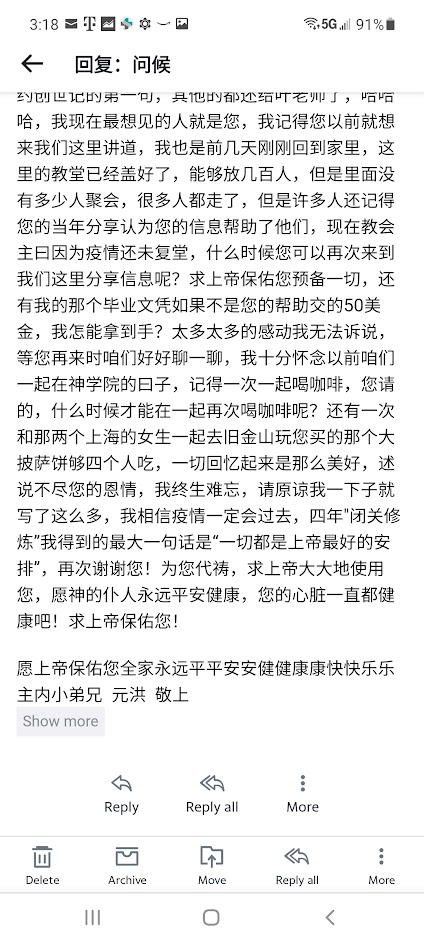 3:18
5G 91%
回复：问候
约创世记的第一句，其他的都还给叶老师了，哈哈
哈，我现在最想见的人就是您，我记得您以前就想
来我们这里讲道，我也是前几天刚刚回到家里，这
里的教堂已经盖好了，能够放几百人，但是里面没
有多少人聚会，很多人都走了，但是许多人还记得
您的当年分享认为您的信息帮助了他们，现在教会
主曰因为疫情还未复堂，什么时候您可以再次来到
我们这里分享信息呢？求上帝保佑您预备一切，还
有我的那个毕业文凭如果不是您的帮助交的50美
金，我怎能拿到手？太多太多的感动我无法诉说，
等您再来时咱们好好聊一聊，我十分怀念以前咱们
一起在神学院的曰子，记得一次一起喝咖啡，您请
的，什么时候才能在一起再次喝咖啡呢？还有一次
和那两个上海的女生一起去旧金山玩您买的那个大
披萨饼够四个人吃，一切回忆起来是那么美好，述
说不尽您的恩情，我终生难忘，请原谅我一下子就
写了这么多，我相信疫情一定会过去，四年"闭关修
炼"我得到的最大一句话是“一切都是上帝最好的安
排”，再次谢谢您！为您代祷，求上帝大大地使用
您，愿神的仆人永远平安健康，您的心脏一直都健
康吧！求上帝保佑您！
愿上帝保佑您全家永远平平安安健健康康快快乐乐
主内小弟兄 元洪 敬上
Show more
Reply Reply all More
Delete Archive Move Reply all More